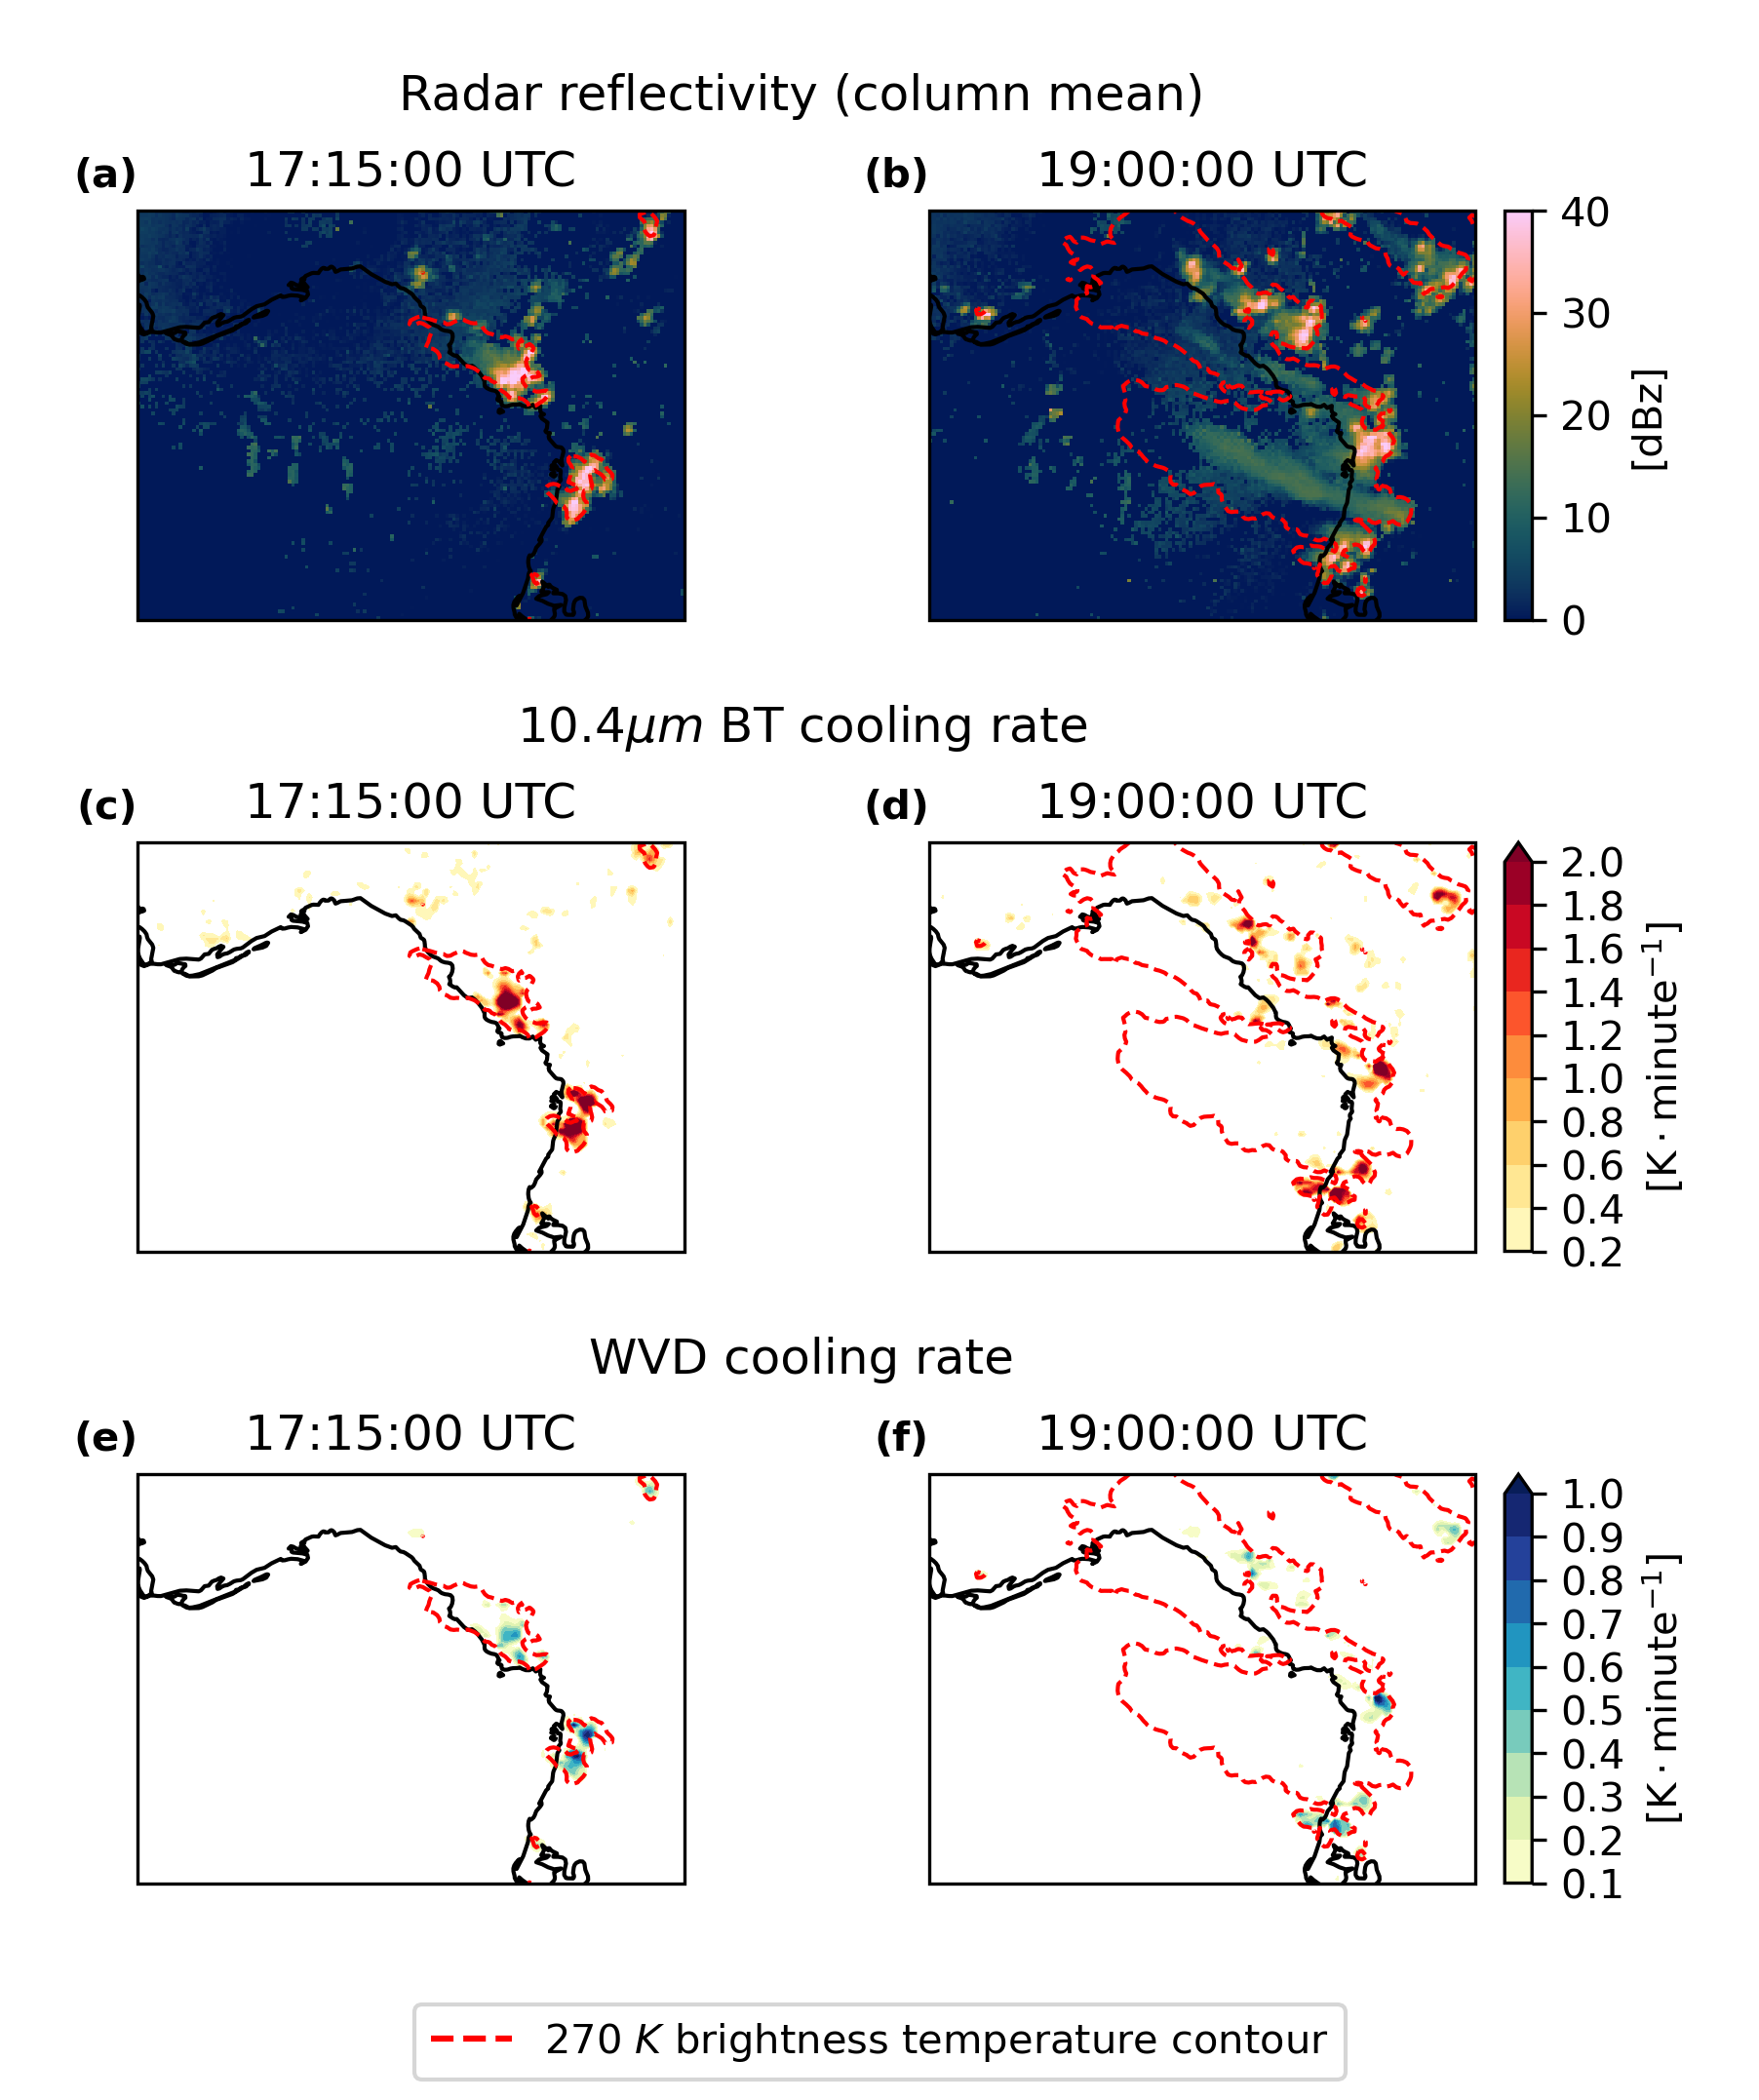 Radar reflectivity (column mean)
(a) 17:15:00 UTC
(b) 19:00:00 UTC
40
30
20
10
0
[dBz]
10.4μm BT cooling rate
(c) 17:15:00 UTC
(d) 19:00:00 UTC
2.0
1.8
1.6
1.4
1.2
1.0
0.8
0.6
0.4
0.2
[K · minute⁻¹]
WVD cooling rate
(e) 17:15:00 UTC
(f) 19:00:00 UTC
1.0
0.9
0.8
0.7
0.6
0.5
0.4
0.3
0.2
0.1
[K · minute⁻¹]
270 K brightness temperature contour